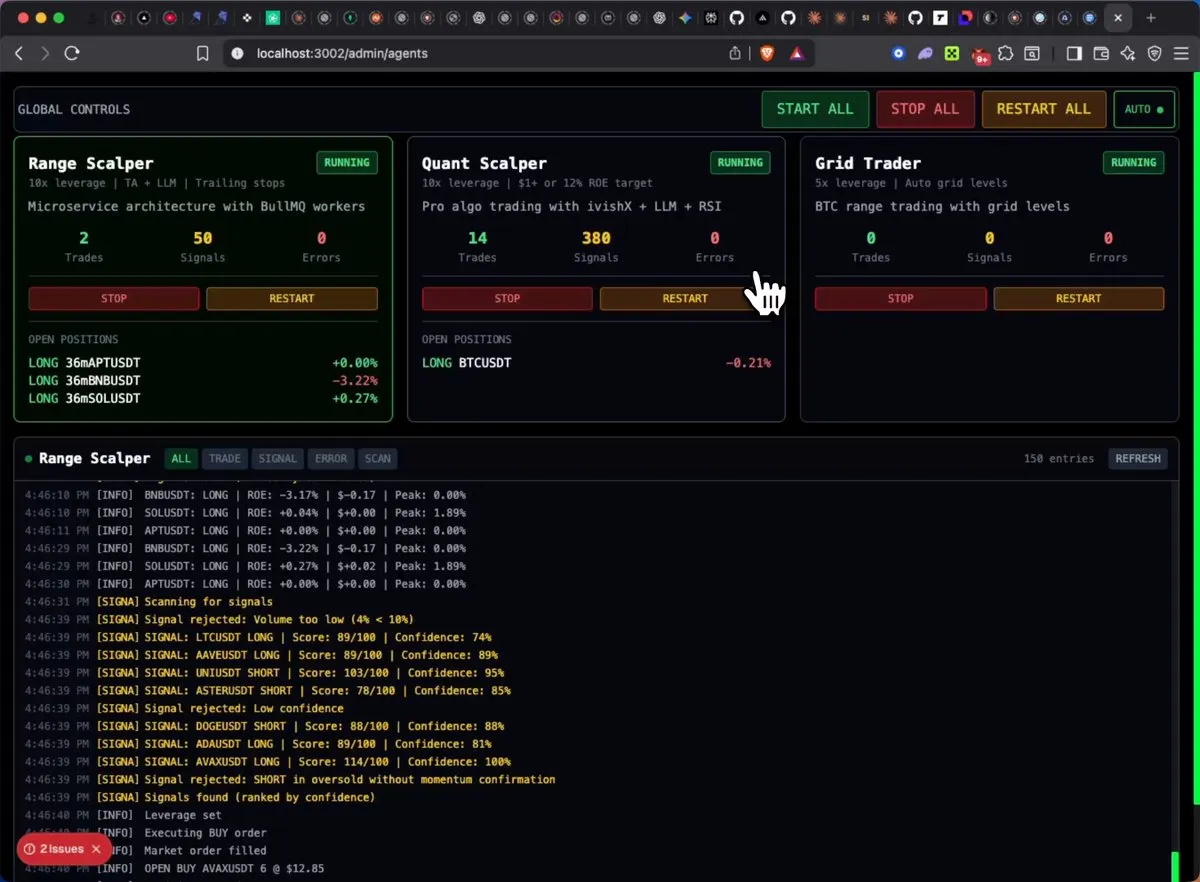 localhost:3002/admin/agents
9+
GLOBAL CONTROLS
START ALL
STOP ALL
RESTART ALL
AUTO
Range Scalper
RUNNING
10x leverage | TA + LLM | Trailing stops
Microservice architecture with BullMQ workers
2 50 0
Trades Signals Errors
STOP RESTART
OPEN POSITIONS
LONG 36mAPTUSDT +0.00%
LONG 36mBNBUSDT -3.22%
LONG 36mSOLUSDT +0.27%
Quant Scalper
RUNNING
10x leverage | $1+ or 12% ROE target
Pro algo trading with ivishX + LLM + RSI
14 380 0
Trades Signals Errors
STOP RESTART
OPEN POSITIONS
LONG BTCUSDT -0.21%
Grid Trader
RUNNING
5x leverage | Auto grid levels
BTC range trading with grid levels
0 0 0
Trades Signals Errors
STOP RESTART
Range Scalper ALL TRADE SIGNAL ERROR SCAN 150 entries REFRESH
4:46:10 PM [INFO] BNBUSDT: LONG | ROE: -3.17% | $-0.17 | Peak: 0.00%
4:46:10 PM [INFO] SOLUSDT: LONG | ROE: +0.04% | $+0.00 | Peak: 1.89%
4:46:11 PM [INFO] APTUSDT: LONG | ROE: +0.00% | $+0.00 | Peak: 0.00%
4:46:29 PM [INFO] BNBUSDT: LONG | ROE: -3.22% | $-0.17 | Peak: 0.00%
4:46:29 PM [INFO] SOLUSDT: LONG | ROE: +0.27% | $+0.02 | Peak: 1.89%
4:46:30 PM [INFO] APTUSDT: LONG | ROE: +0.00% | $+0.00 | Peak: 0.00%
4:46:31 PM [SIGNA] Scanning for signals
4:46:39 PM [SIGNA] Signal rejected: Volume too low (4% < 10%)
4:46:39 PM [SIGNA] SIGNAL: LTCUSDT LONG | Score: 89/100 | Confidence: 74%
4:46:39 PM [SIGNA] SIGNAL: AAVEUSDT LONG | Score: 89/100 | Confidence: 89%
4:46:39 PM [SIGNA] SIGNAL: UNIUSDT SHORT | Score: 103/100 | Confidence: 95%
4:46:39 PM [SIGNA] SIGNAL: ASTERUSDT SHORT | Score: 78/100 | Confidence: 85%
4:46:39 PM [SIGNA] Signal rejected: Low confidence
4:46:39 PM [SIGNA] SIGNAL: DOGEUSDT SHORT | Score: 88/100 | Confidence: 88%
4:46:39 PM [SIGNA] SIGNAL: ADAUSDT LONG | Score: 89/100 | Confidence: 81%
4:46:39 PM [SIGNA] SIGNAL: AVAXUSDT LONG | Score: 114/100 | Confidence: 100%
4:46:39 PM [SIGNA] Signal rejected: SHORT in oversold without momentum confirmation
4:46:39 PM [SIGNA] Signals found (ranked by confidence)
4:46:40 PM [INFO] Leverage set
4:46:40 PM [INFO] Executing BUY order
NFO] Market order filled
4:46:40 PM [INFO] OPEN BUY AVAXUSDT 6 @ $12.85
2 Issues